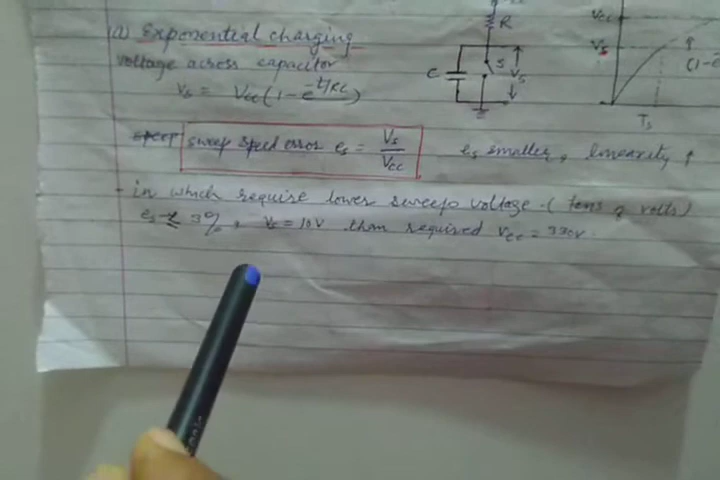 (a) Exponential charging
voltage across capacitor
Vs = Vcc(1-e^-t/RC)
R
C
S
Vs
Vcc
Vs
(1-e
Ts
sweep speed error es = Vs/Vcc
es smaller, linearity ↑
- in which require lower sweep voltage. (tens of volts)
es ≤ 3%, Vs = 10V then required Vcc = 330V